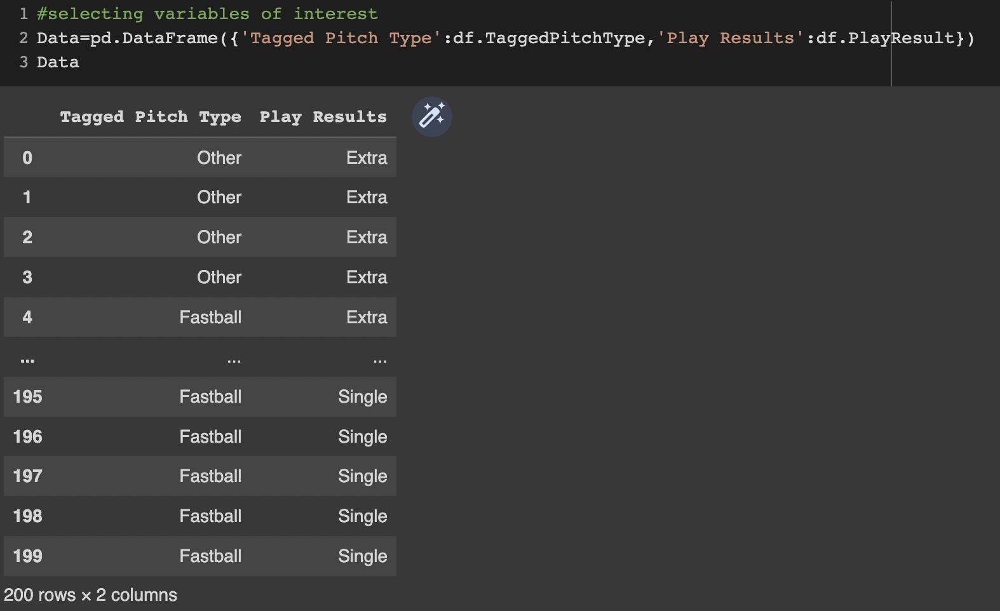 1 #selecting variables of interest
2 Data=pd.DataFrame({'Tagged Pitch Type':df.TaggedPitchType,'Play Results':df.PlayResult})
3 Data
Tagged Pitch Type Play Results
0 Other Extra
1 Other Extra
2 Other Extra
3 Other Extra
4 Fastball Extra
... ... ...
195 Fastball Single
196 Fastball Single
197 Fastball Single
198 Fastball Single
199 Fastball Single
200 rows × 2 columns